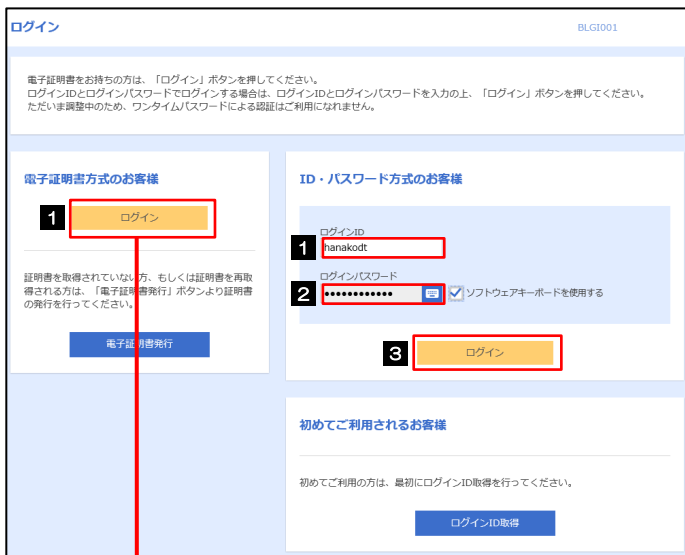 ログイン
BLGI001
電子証明書をお持ちの方は、「ログイン」ボタンを押してください。
ログインIDとログインパスワードでログインする場合は、ログインIDとログインパスワードを入力の上、「ログイン」ボタンを押してください。
ただいま調整中のため、ワンタイムパスワードによる認証はご利用になれません。
電子証明書方式のお客様
1 ログイン
証明書を取得されていない方、もしくは証明書を再取
得される方は、「電子証明書発行」ボタンより証明書
の発行を行ってください。
電子証明書発行
ID・パスワード方式のお客様
ログインID
1 hanakodt
ログインパスワード
2 ●●●●●●●●●●●● ソフトウェアキーボードを使用する
3 ログイン
初めてご利用されるお客様
初めてご利用の方は、最初にログインID取得を行ってください。
ログインID取得